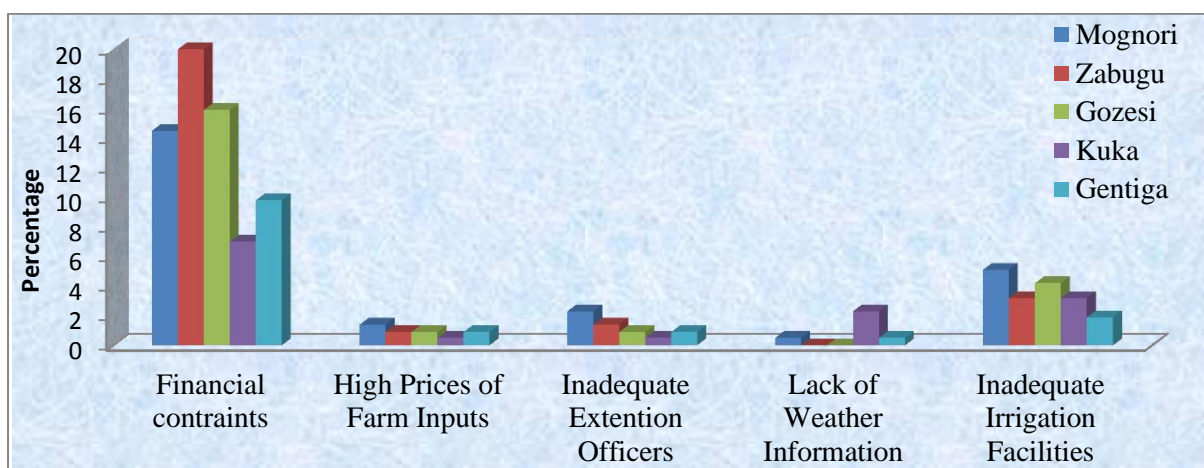 Mognori
Zabugu
Gozesi
Kuka
Gentiga
Percentage
20
18
16
14
12
10
8
6
4
2
0
Financial
contraints
High Prices of
Farm Inputs
Inadequate
Extention
Officers
Lack of
Weather
Information
Inadequate
Irrigation
Facilities